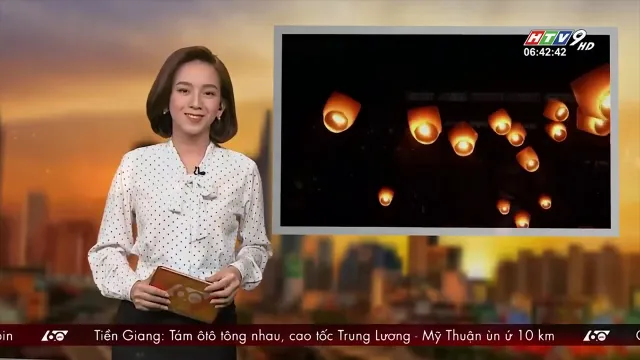 HTV9 HD
06:42:42
Tiền Giang: Tám ôtô tông nhau, cao tốc Trung Lương - Mỹ Thuận ùn ứ 10 km